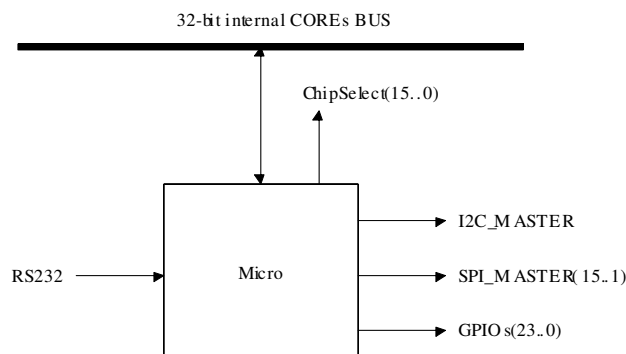 32-bit internal COREs BUS
ChipSelect(15..0)
I2C_MASTER
RS232
Micro
SPI_MASTER(15..1)
GPIOs(23..0)